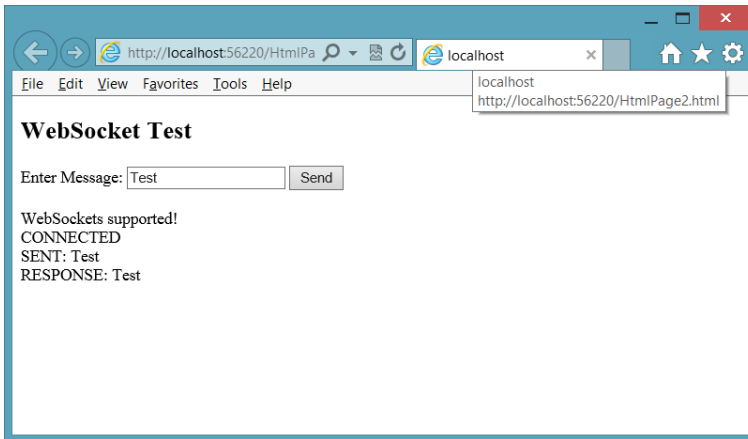 http://localhost:56220/HtmlPa
localhost
File Edit View Favorites Tools Help
localhost
http://localhost:56220/HtmlPage2.html
WebSocket Test
Enter Message: Test Send
WebSockets supported!
CONNECTED
SENT: Test
RESPONSE: Test